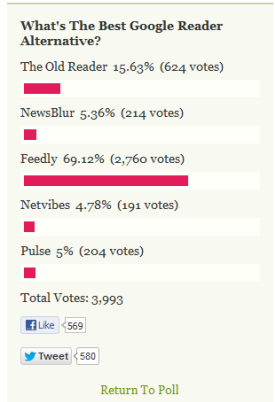 What's The Best Google Reader
Alternative?
The Old Reader 15.63% (624 votes)
NewsBlur 5.36% (214 votes)
Feedly 69.12% (2,760 votes)
Netvibes 4.78% (191 votes)
Pulse 5% (204 votes)
Total Votes: 3,993
Like 569
Tweet 580
Return To Poll